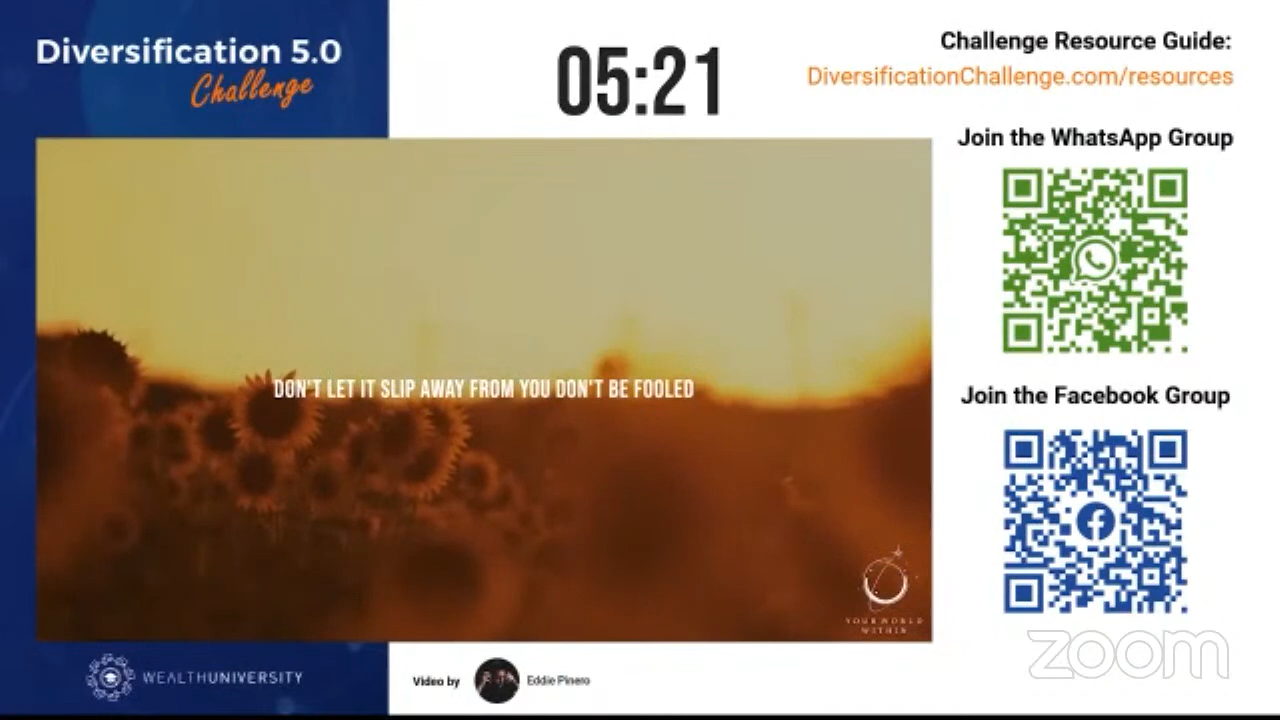 Diversification 5.0
Challenge
05:21
Challenge Resource Guide:
DiversificationChallenge.com/resources
Join the WhatsApp Group
DON'T LET IT SLIP AWAY FROM YOU DON'T BE FOOLED
Join the Facebook Group
YOUR WORLD
WITHIN
WEALTHUNIVERSITY
Video by
Eddie Pinero
zoom